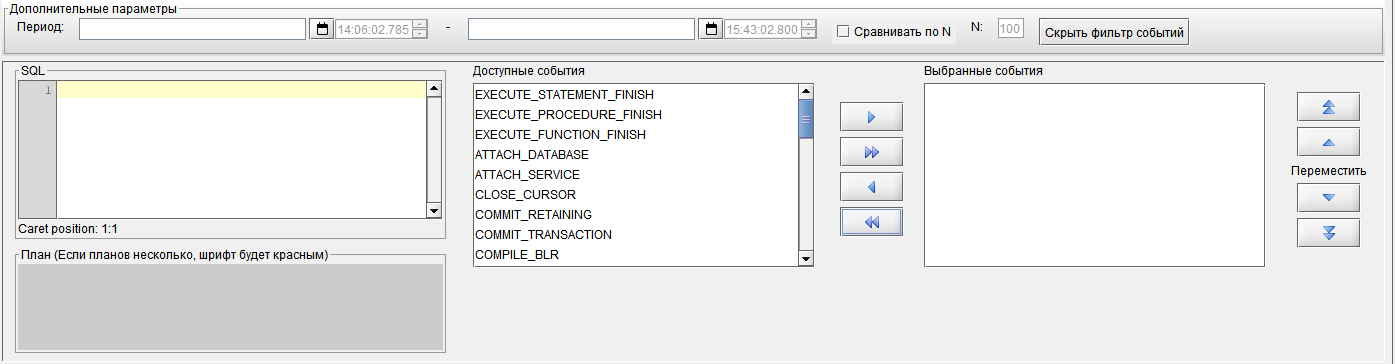 Дополнительные параметры
Период: 14:06:02.785 - 15:43:02.800 Сравнивать по N N: 100 Скрыть фильтр событий
SQL
1
Caret position: 1:1
План (Если планов несколько, шрифт будет красным)
Доступные события
EXECUTE_STATEMENT_FINISH
EXECUTE_PROCEDURE_FINISH
EXECUTE_FUNCTION_FINISH
ATTACH_DATABASE
ATTACH_SERVICE
CLOSE_CURSOR
COMMIT_RETAINING
COMMIT_TRANSACTION
COMPILE_BLR
Выбранные события
Переместить